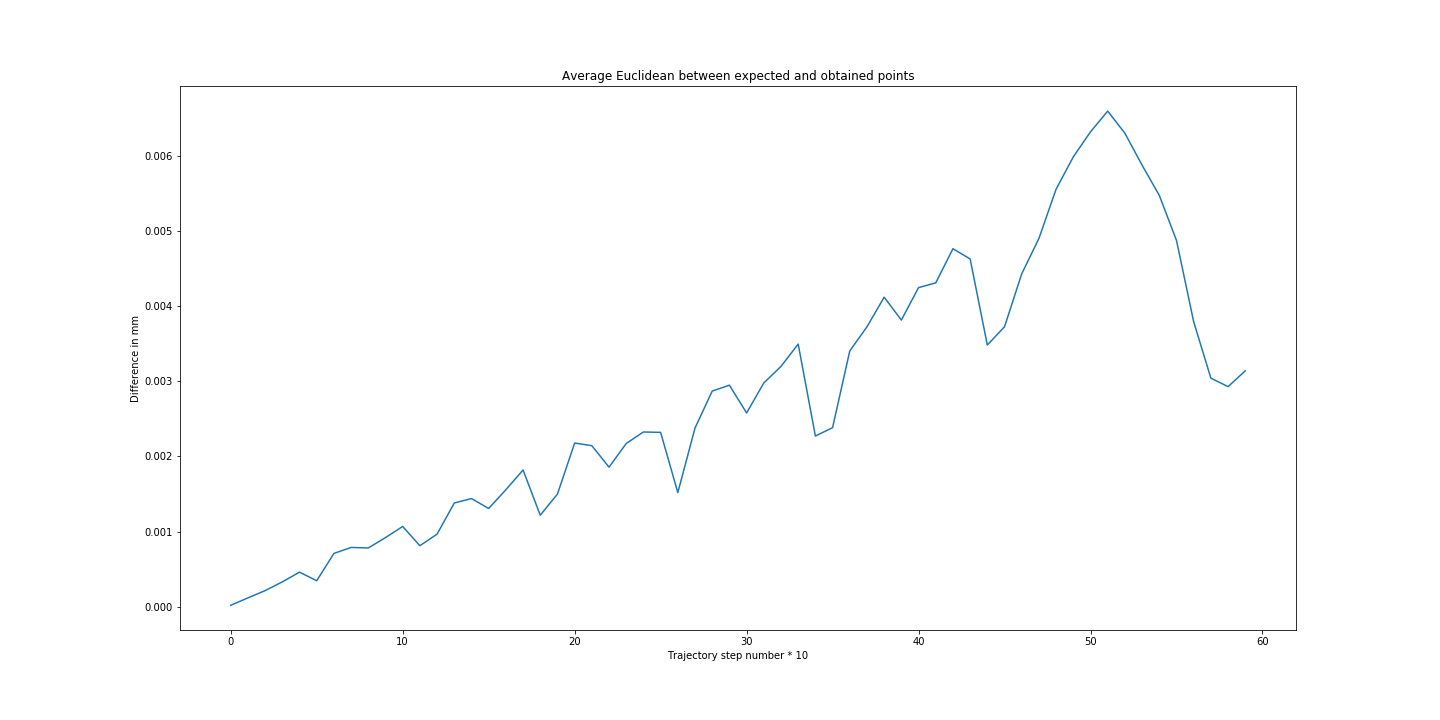 Average Euclidean between expected and obtained points
0.006
0.005
0.004
0.003
0.002
0.001
0.000
Difference in mm
0 10 20 30 40 50 60
Trajectory step number * 10